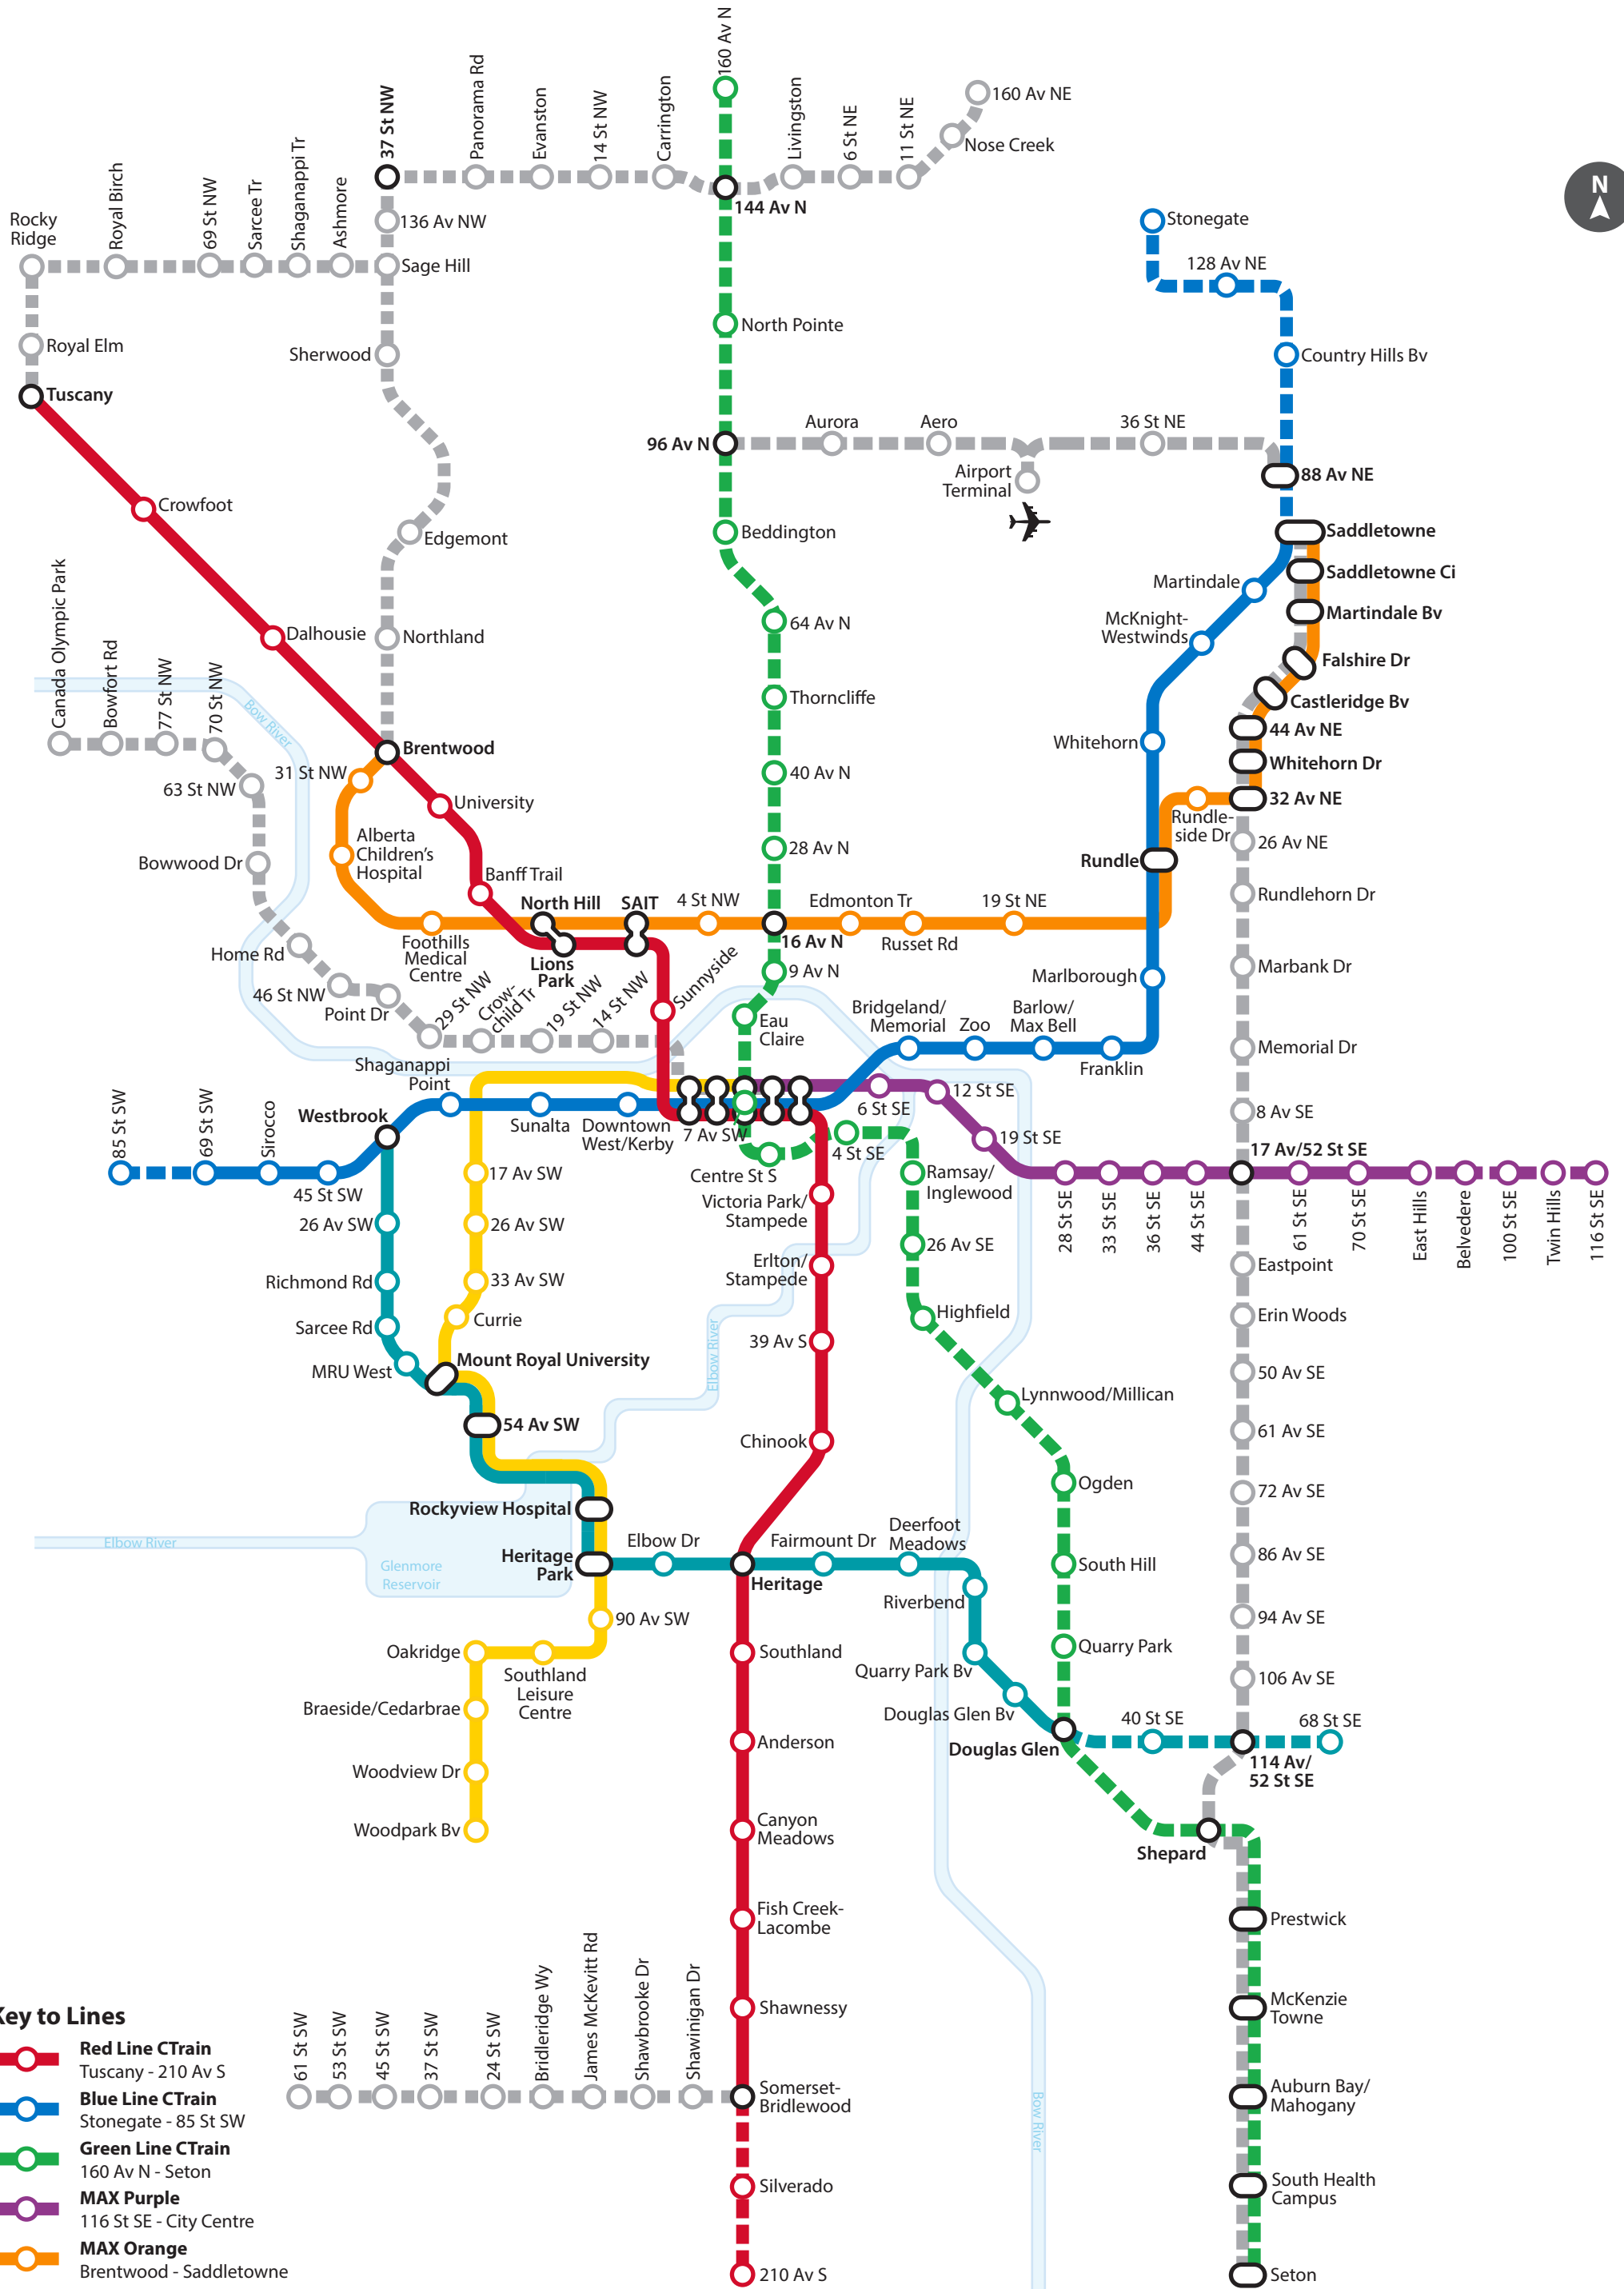 160 Av N
37 St NW
Panorama Rd
Evanston
14 St NW
Carrington
Livingston
6 St NE
11 St NE
160 Av NE
Nose Creek
N
144 Av N
136 Av NW
Rocky
Ridge
Royal Birch
69 St NW
Sarcee Tr
Shaganappi Tr
Ashmore
Sage Hill
Stonegate
128 Av NE
North Pointe
Royal Elm
Sherwood
Country Hills Bv
Tuscany
96 Av N
Aurora
Aero
36 St NE
Airport
Terminal
88 Av NE
Crowfoot
Edgemont
Beddington
Saddletowne
Saddletowne Ci
Martindale
Martindale Bv
McKnight-
Westwinds
Dalhousie
Northland
64 Av N
Falshire Dr
Canada Olympic Park
Bowfort Rd
77 St NW
70 St NW
Bow River
Thorncliffe
Castleridge Bv
44 Av NE
Brentwood
Whitehorn
Whitehorn Dr
31 St NW
63 St NW
40 Av N
32 Av NE
University
Rundle-
side Dr
26 Av NE
Alberta
Children's
Hospital
Bowwood Dr
28 Av N
Rundle
Banff Trail
Rundlehorn Dr
North Hill
SAIT
4 St NW
Edmonton Tr
19 St NE
Foothills
Medical
Centre
Lions
Park
16 Av N
Russet Rd
Home Rd
Sunnyside
9 Av N
Marlborough
Marbank Dr
46 St NW
Point Dr
29 St NW
Crow-
child Tr
19 St NW
14 St NW
Eau
Claire
Bridgeland/
Memorial
Zoo
Barlow/
Max Bell
Franklin
Memorial Dr
Shaganappi
Point
Westbrook
Sunalta
Downtown
West/Kerby
7 Av SW
6 St SE
12 St SE
8 Av SE
85 St SW
69 St SW
Sirocco
45 St SW
Centre St S
4 St SE
19 St SE
17 Av/52 St SE
17 Av SW
Ramsay/
Inglewood
28 St SE
33 St SE
36 St SE
44 St SE
61 St SE
70 St SE
East Hills
Belvedere
100 St SE
Twin Hills
116 St SE
26 Av SW
26 Av SW
Victoria Park/
Stampede
26 Av SE
Richmond Rd
33 Av SW
Erlton/
Stampede
Eastpoint
Sarcee Rd
Currie
Highfield
Erin Woods
39 Av S
Elbow River
MRU West
Mount Royal University
50 Av SE
Lynnwood/Millican
54 Av SW
Chinook
61 Av SE
Ogden
72 Av SE
Rockyview Hospital
Elbow River
Glenmore
Reservoir
Heritage
Park
Elbow Dr
Heritage
Fairmount Dr
Deerfoot
Meadows
South Hill
86 Av SE
Riverbend
90 Av SW
94 Av SE
Oakridge
Southland
Leisure
Centre
Southland
Quarry Park
Quarry Park Bv
106 Av SE
Braeside/Cedarbrae
Douglas Glen Bv
Anderson
Douglas Glen
40 St SE
68 St SE
114 Av/
52 St SE
Woodview Dr
Woodpark Bv
Canyon
Meadows
Shepard
Fish Creek-
Lacombe
Prestwick
Shawnessy
McKenzie
Towne
61 St SW
53 St SW
45 St SW
37 St SW
24 St SW
Bridleridge Wy
James McKevitt Rd
Shawbrooke Dr
Shawinigan Dr
Somerset-
Bridlewood
Auburn Bay/
Mahogany
Bow River
Silverado
South Health
Campus
210 Av S
Seton
Key to Lines
Red Line CTrain
Tuscany - 210 Av S
Blue Line CTrain
Stonegate - 85 St SW
Green Line CTrain
160 Av N - Seton
MAX Purple
116 St SE - City Centre
MAX Orange
Brentwood - Saddletowne